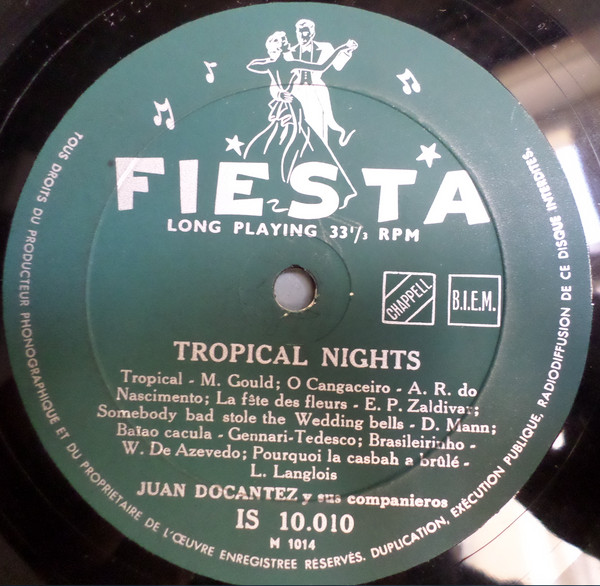 FIESTA
LONG PLAYING 33⅓ RPM
CHAPPELL
B.I.E.M.
TROPICAL NIGHTS
Tropical - M. Gould; O Cangaceiro - A. R. do
Nascimento; La fête des fleurs - E. P. Zaldivar;
Somebody bad stole the Wedding bells - D. Mann;
Baïao cacula - Gennari-Tedesco; Brasileirinho -
W. De Azevedo; Pourquoi la casbah a brûlé -
L. Langlois
JUAN DOCANTEZ y sus companieros
IS 10.010
M 1014
TOUS DROITS DU PRODUCTEUR PHONOGRAPHIQUE ET DU PROPRIETAIRE DE L'ŒUVRE ENREGISTREE RÉSERVÉS. DUPLICATION, EXÉCUTION PUBLIQUE, RADIODIFFUSION DE CE DISQUE INTERDITES.